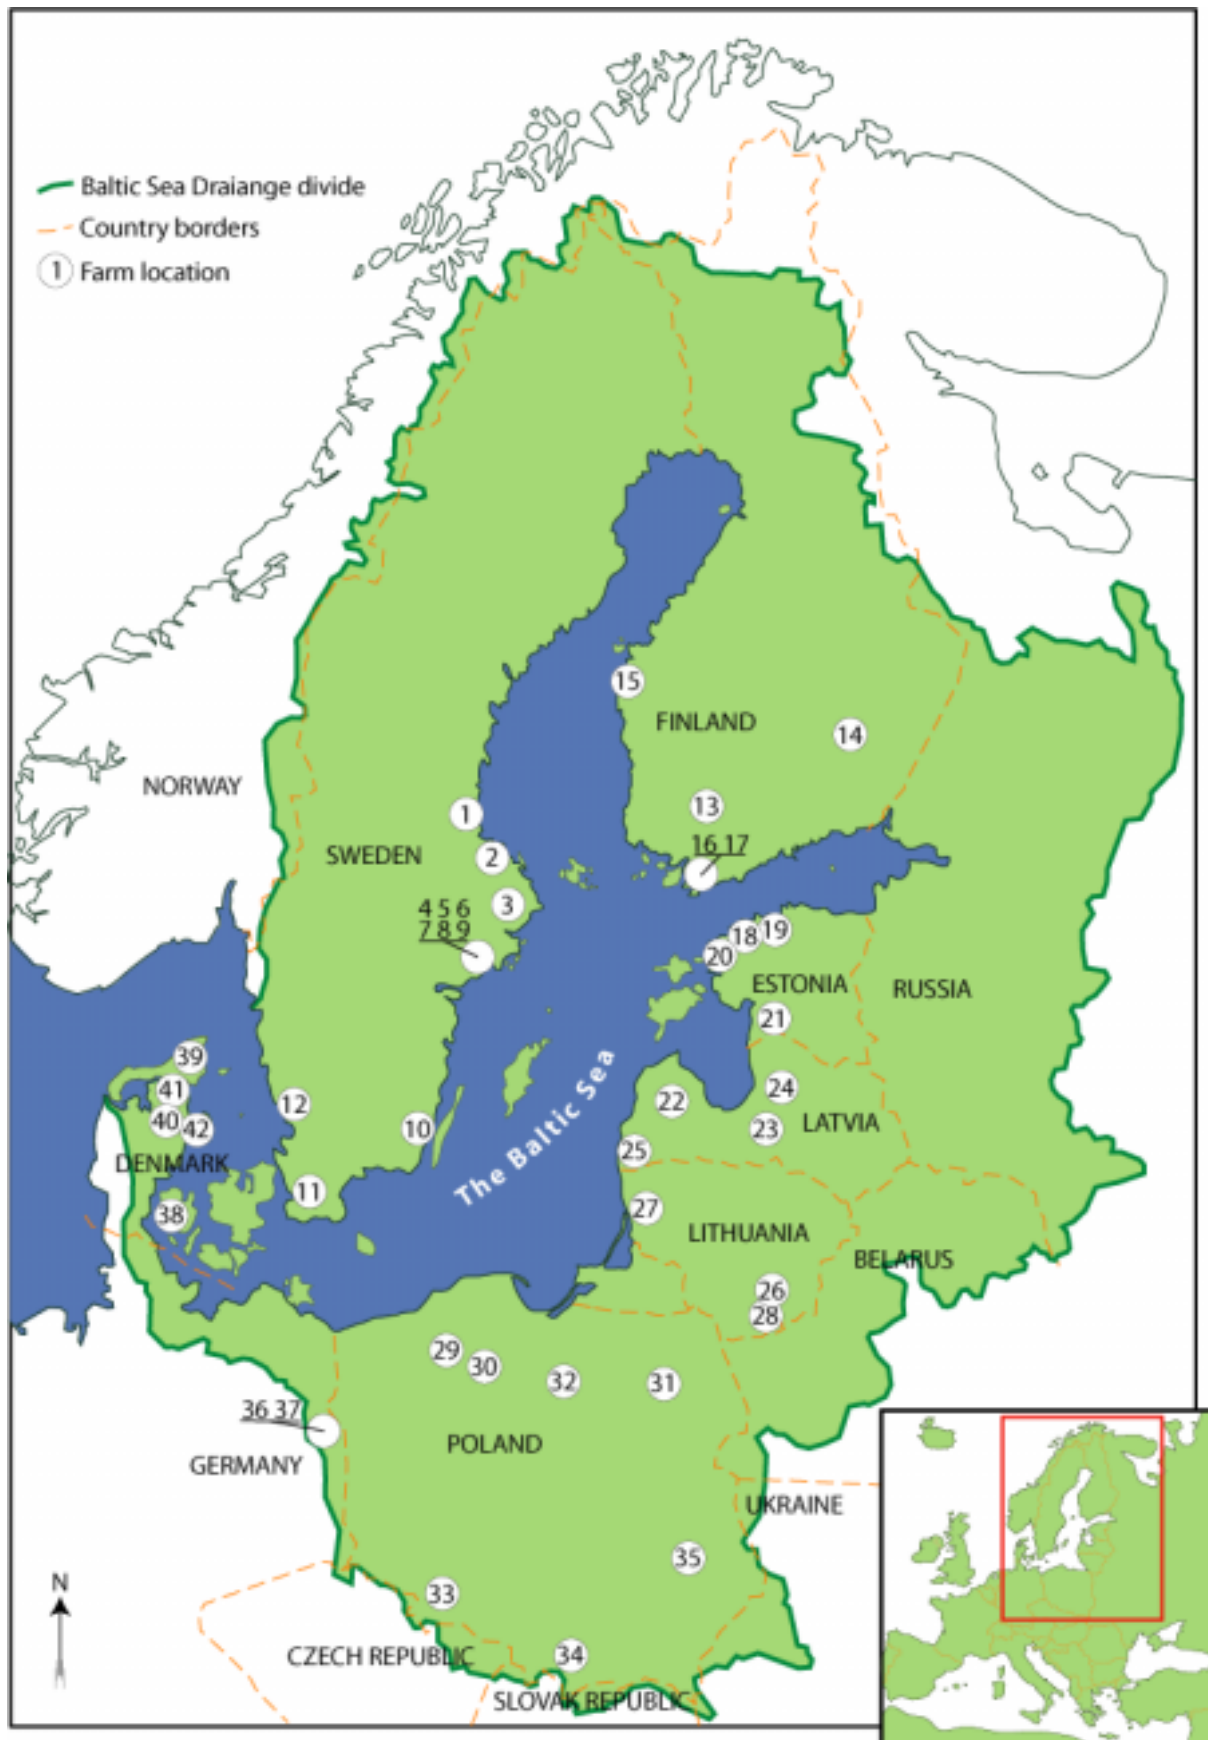 Baltic Sea Draiange divide
Country borders
1 Farm location
15
FINLAND
14
NORWAY
13
1
16 17
SWEDEN
2
3
4 5 6
7 8 9
19
18
20
ESTONIA
RUSSIA
21
39
The Baltic Sea
41
24
22
12
40
42
10
23
LATVIA
25
DENMARK
11
27
38
LITHUANIA
BELARUS
26
28
29
30
32
31
36 37
POLAND
GERMANY
UKRAINE
35
N
33
34
CZECH REPUBLIC
SLOVAK REPUBLIC